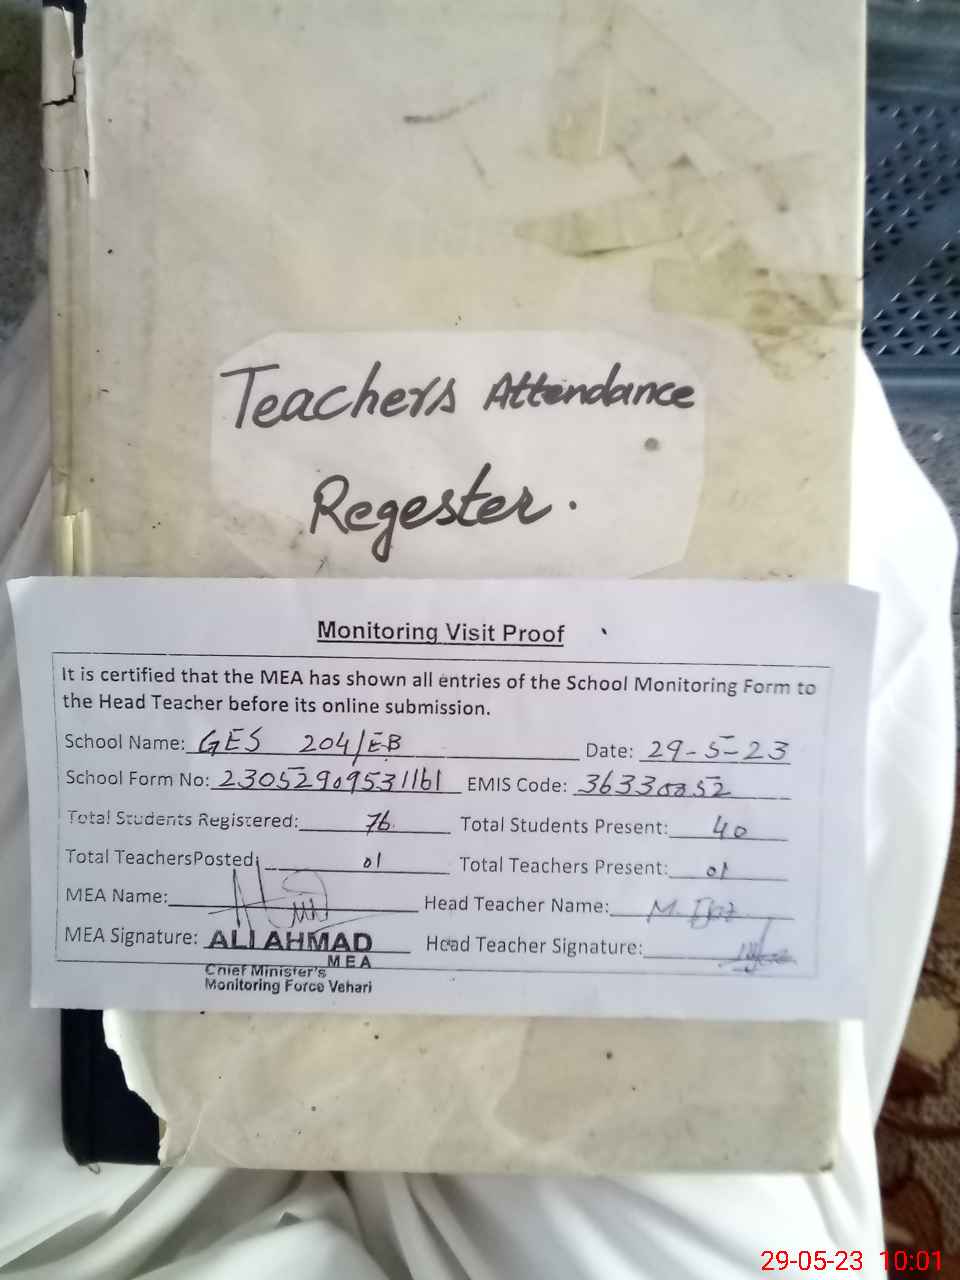 Teachers Attendance
Regester.
Monitoring Visit Proof
It is certified that the MEA has shown all entries of the School Monitoring Form to
the Head Teacher before its online submission.
School Name: GES 204/EB Date: 29-5-23
School Form No: 23052909531161 EMIS Code: 36330052
Total Students Registered: 76 Total Students Present: 40
Total TeachersPosted: 01 Total Teachers Present: 01
MEA Name: Head Teacher Name: M.
MEA Signature: ALI AHMAD Head Teacher Signature:
MEA
Chief Minister's
Monitoring Force Vehari
29-05-23 10:01